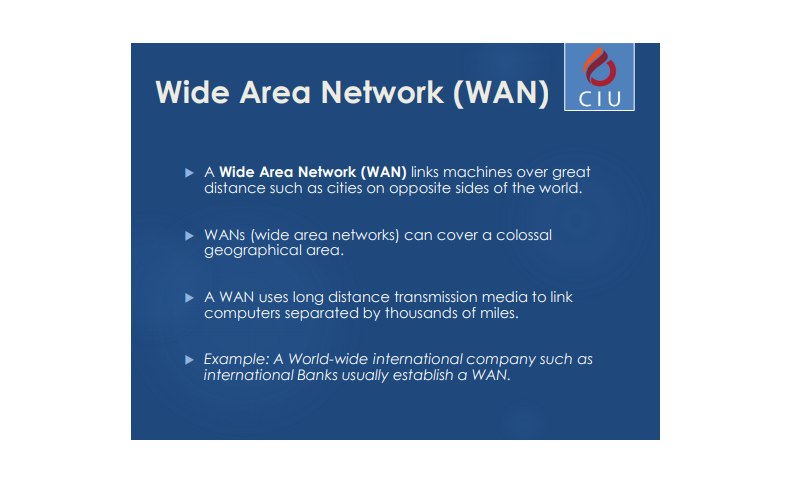 Wide Area Network (WAN)
CIU
A Wide Area Network (WAN) links machines over great
distance such as cities on opposite sides of the world.
WANs (wide area networks) can cover a colossal
geographical area.
A WAN uses long distance transmission media to link
computers separated by thousands of miles.
Example: A World-wide international company such as
international Banks usually establish a WAN.